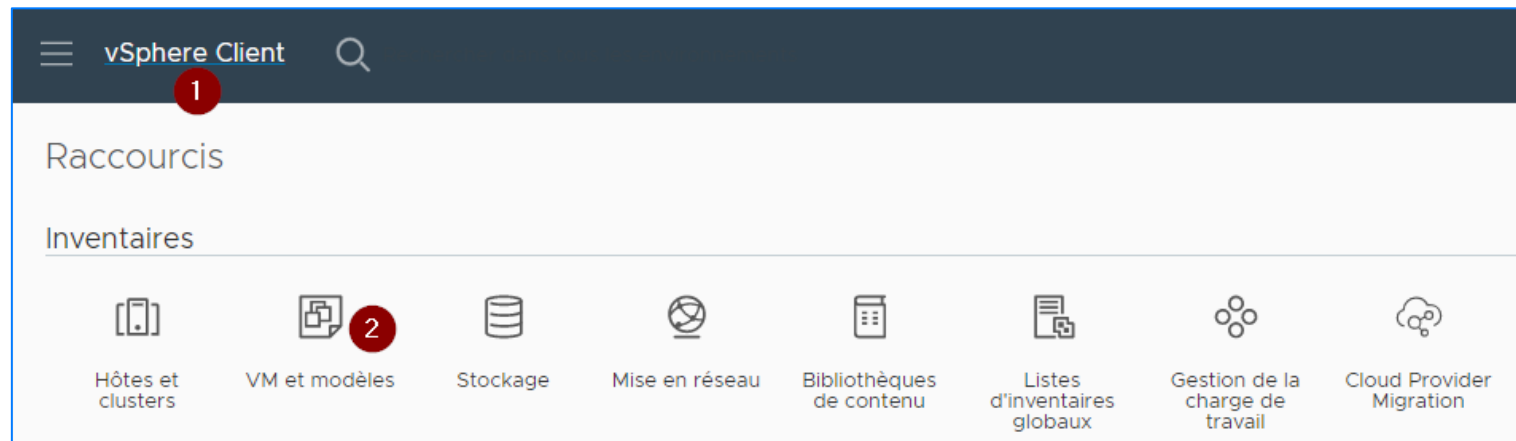 vSphere Client
1
Raccourcis
Inventaires
2
Hôtes et
clusters
VM et modèles
Stockage
Mise en réseau
Bibliothèques
de contenu
Listes
d'inventaires
globaux
Gestion de la
charge de
travail
Cloud Provider
Migration